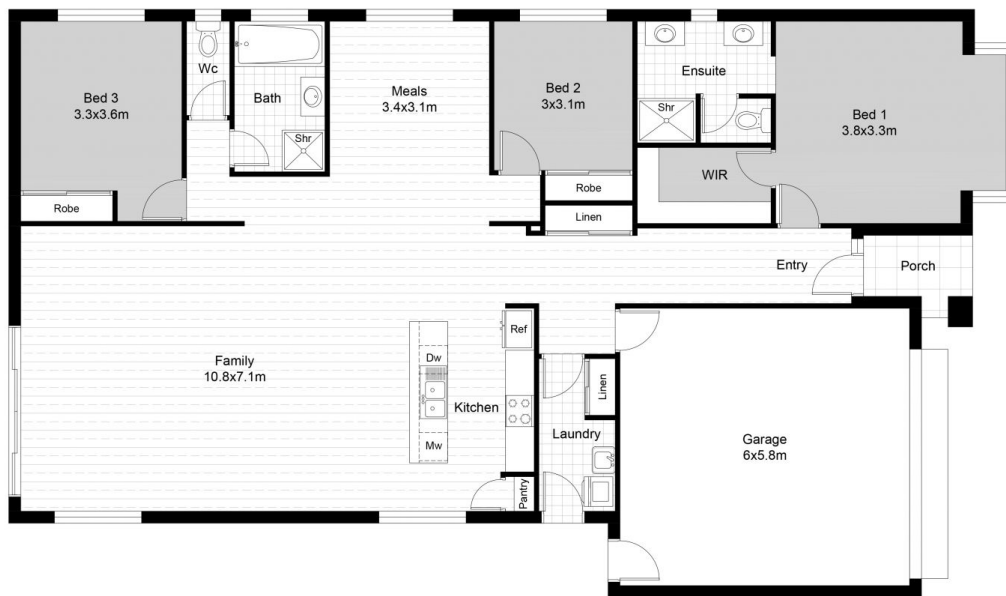 Bed 3
3.3x3.6m
Wc
Bath
Shr
Meals
3.4x3.1m
Bed 2
3x3.1m
Ensuite
Shr
Bed 1
3.8x3.3m
WIR
Robe
Robe
Linen
Entry
Porch
Family
10.8x7.1m
Ref
Dw
Kitchen
Mw
Pantry
Linen
Laundry
Garage
6x5.8m